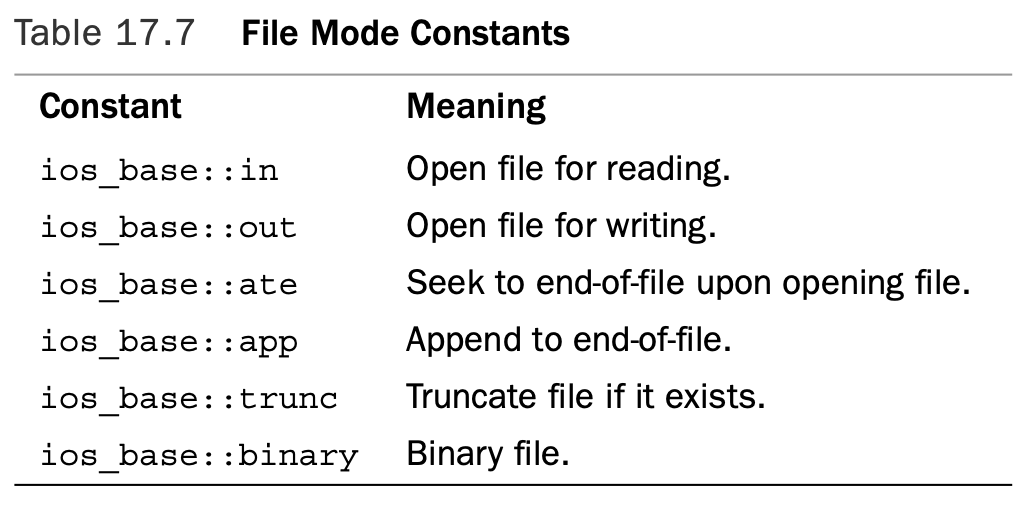 Table 17.7 File Mode Constants
Constant Meaning
ios_base::in Open file for reading.
ios_base::out Open file for writing.
ios_base::ate Seek to end-of-file upon opening file.
ios_base::app Append to end-of-file.
ios_base::trunc Truncate file if it exists.
ios_base::binary Binary file.